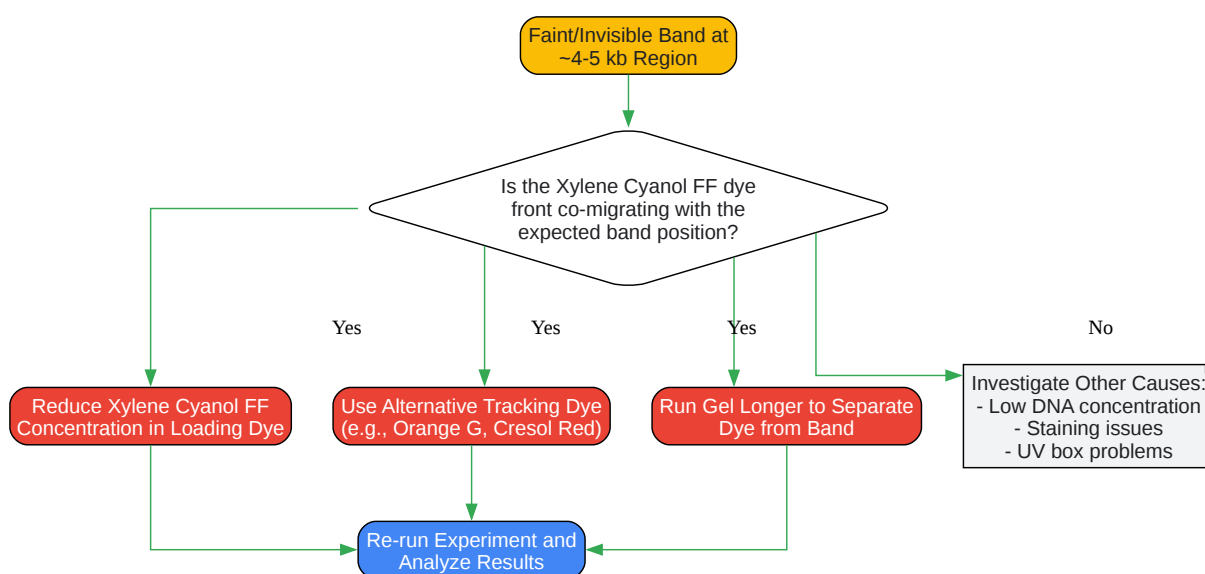 Faint/Invisible Band at
~4-5 kb Region
Is the Xylene Cyanol FF dye
front co-migrating with the
expected band position?
Yes
Yes
Yes
No
Reduce Xylene Cyanol FF
Concentration in Loading Dye
Use Alternative Tracking Dye
(e.g., Orange G, Cresol Red)
Run Gel Longer to Separate
Dye from Band
Investigate Other Causes:
- Low DNA concentration
- Staining issues
- UV box problems
Re-run Experiment and
Analyze Results